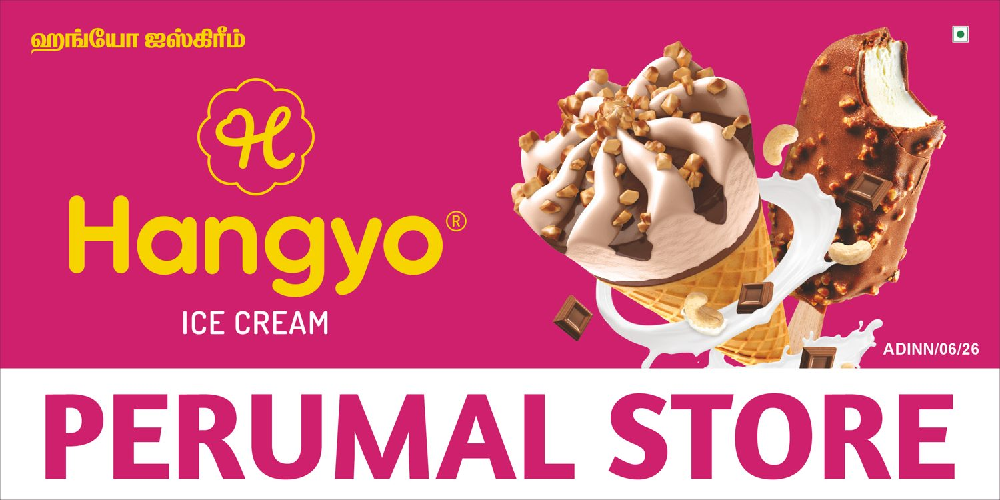 ஹங்யோ ஐஸ்கிரீம்
H
Hangyo®
ICE CREAM
ADINN/06/26
PERUMAL STORE